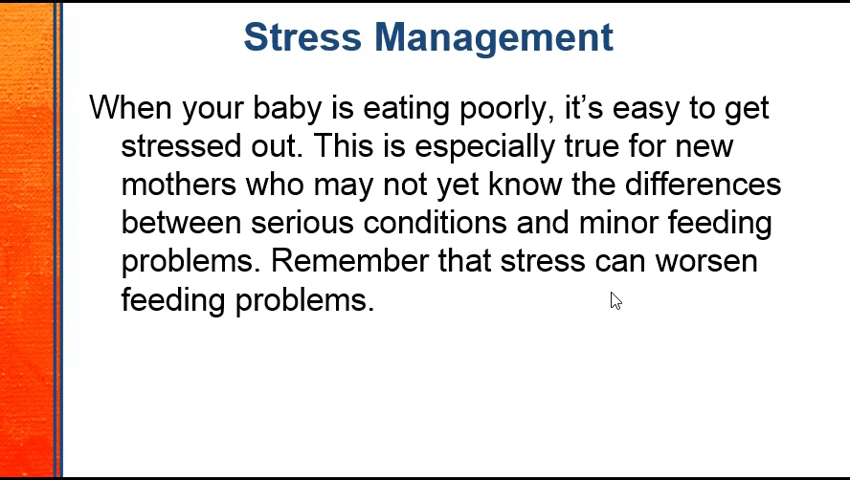 Stress Management
When your baby is eating poorly, it’s easy to get
stressed out. This is especially true for new
mothers who may not yet know the differences
between serious conditions and minor feeding
problems. Remember that stress can worsen
feeding problems.